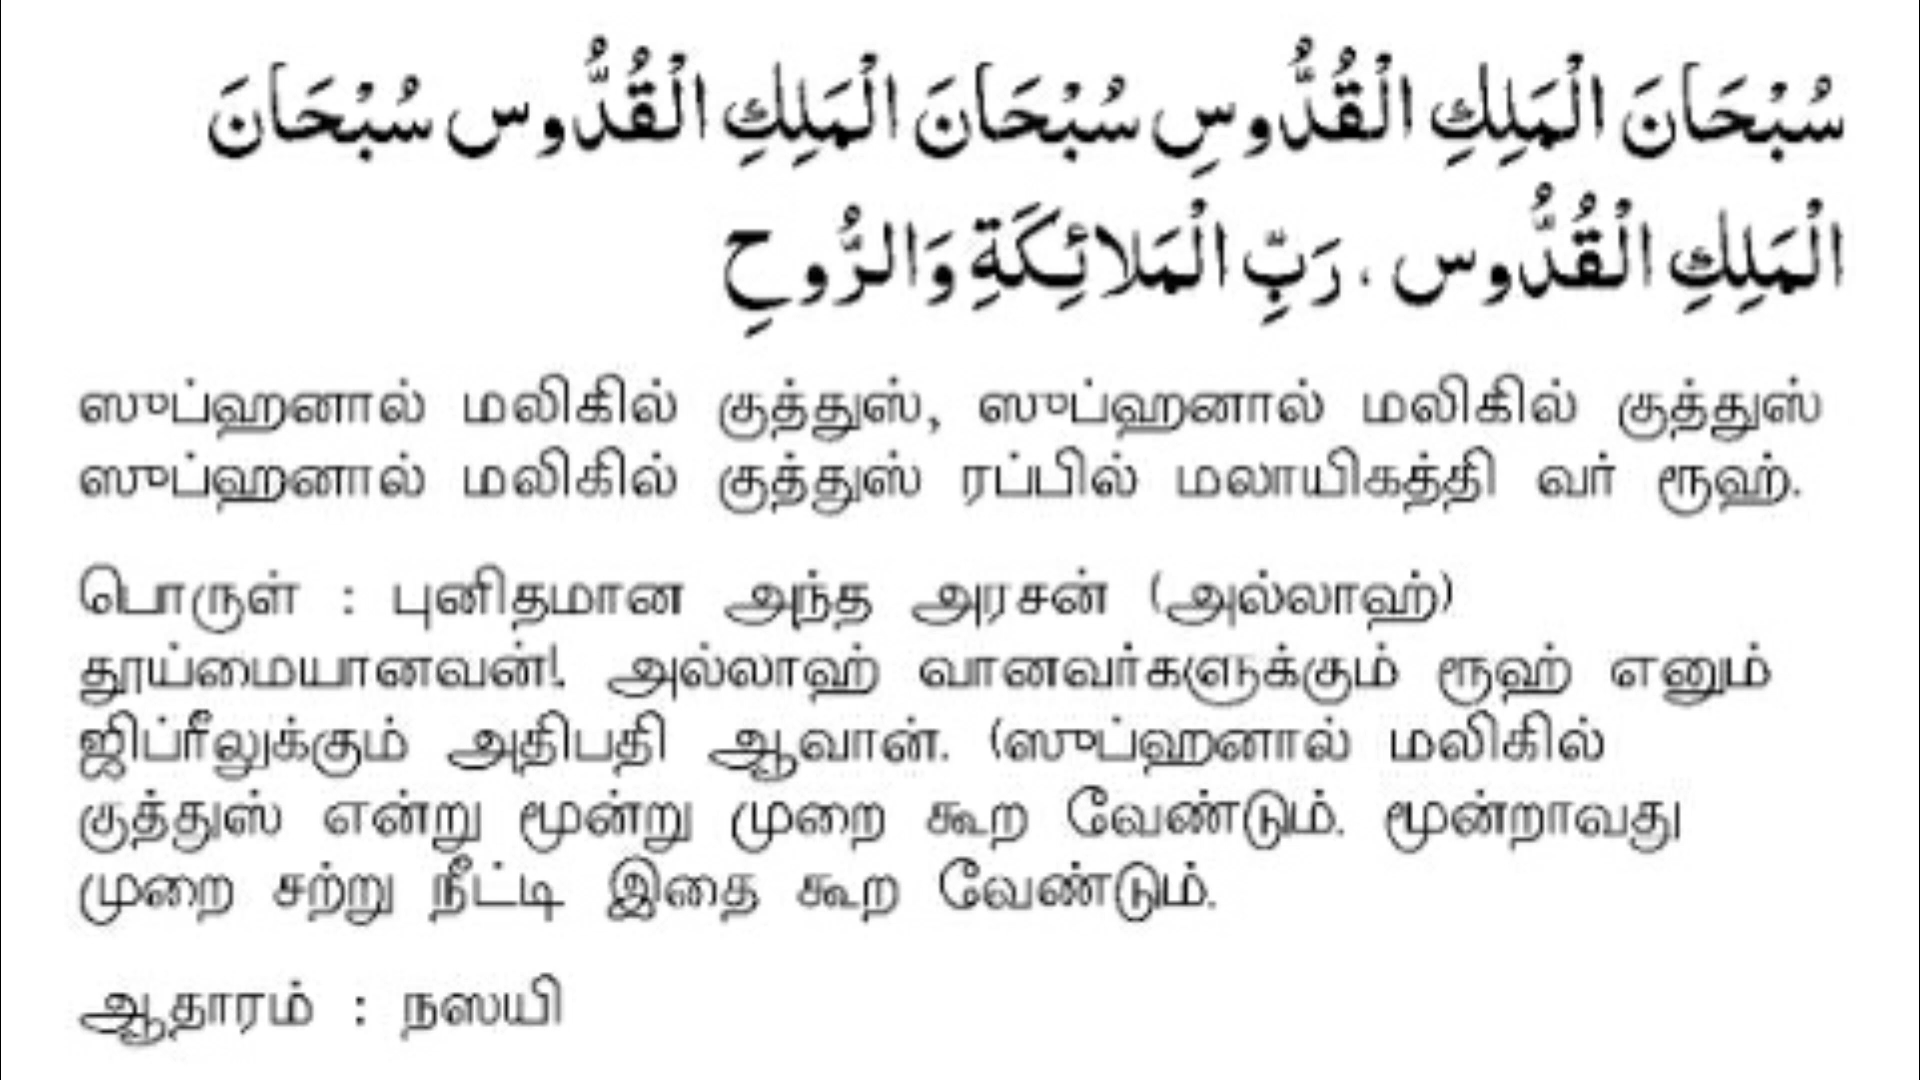 سُبْحَانَ الْمَلِكِ الْقُدُّوسِ سُبْحَانَ الْمَلِكِ الْقُدُّوس سُبْحَانَ
الْمَلِكِ الْقُدُّوس . رَبِّ الْمَلائِكَةِ وَالرُّوحِ
ஸுப்ஹனால் மலிகில் குத்துஸ், ஸுப்ஹனால் மலிகில் குத்துஸ்
ஸுப்ஹனால் மலிகில் குத்துஸ் ரப்பில் மலாயிகத்தி வர் ரூஹ்.
பொருள் : புனிதமான அந்த அரசன் (அல்லாஹ்)
தூய்மையானவன்!. அல்லாஹ் வானவர்களுக்கும் ரூஹ் எனும்
ஜிப்ரீலுக்கும் அதிபதி ஆவான். (ஸுப்ஹனால் மலிகில்
குத்துஸ் என்று மூன்று முறை கூற வேண்டும். மூன்றாவது
முறை சற்று நீட்டி இதை கூற வேண்டும்.
ஆதாரம் : நஸயி